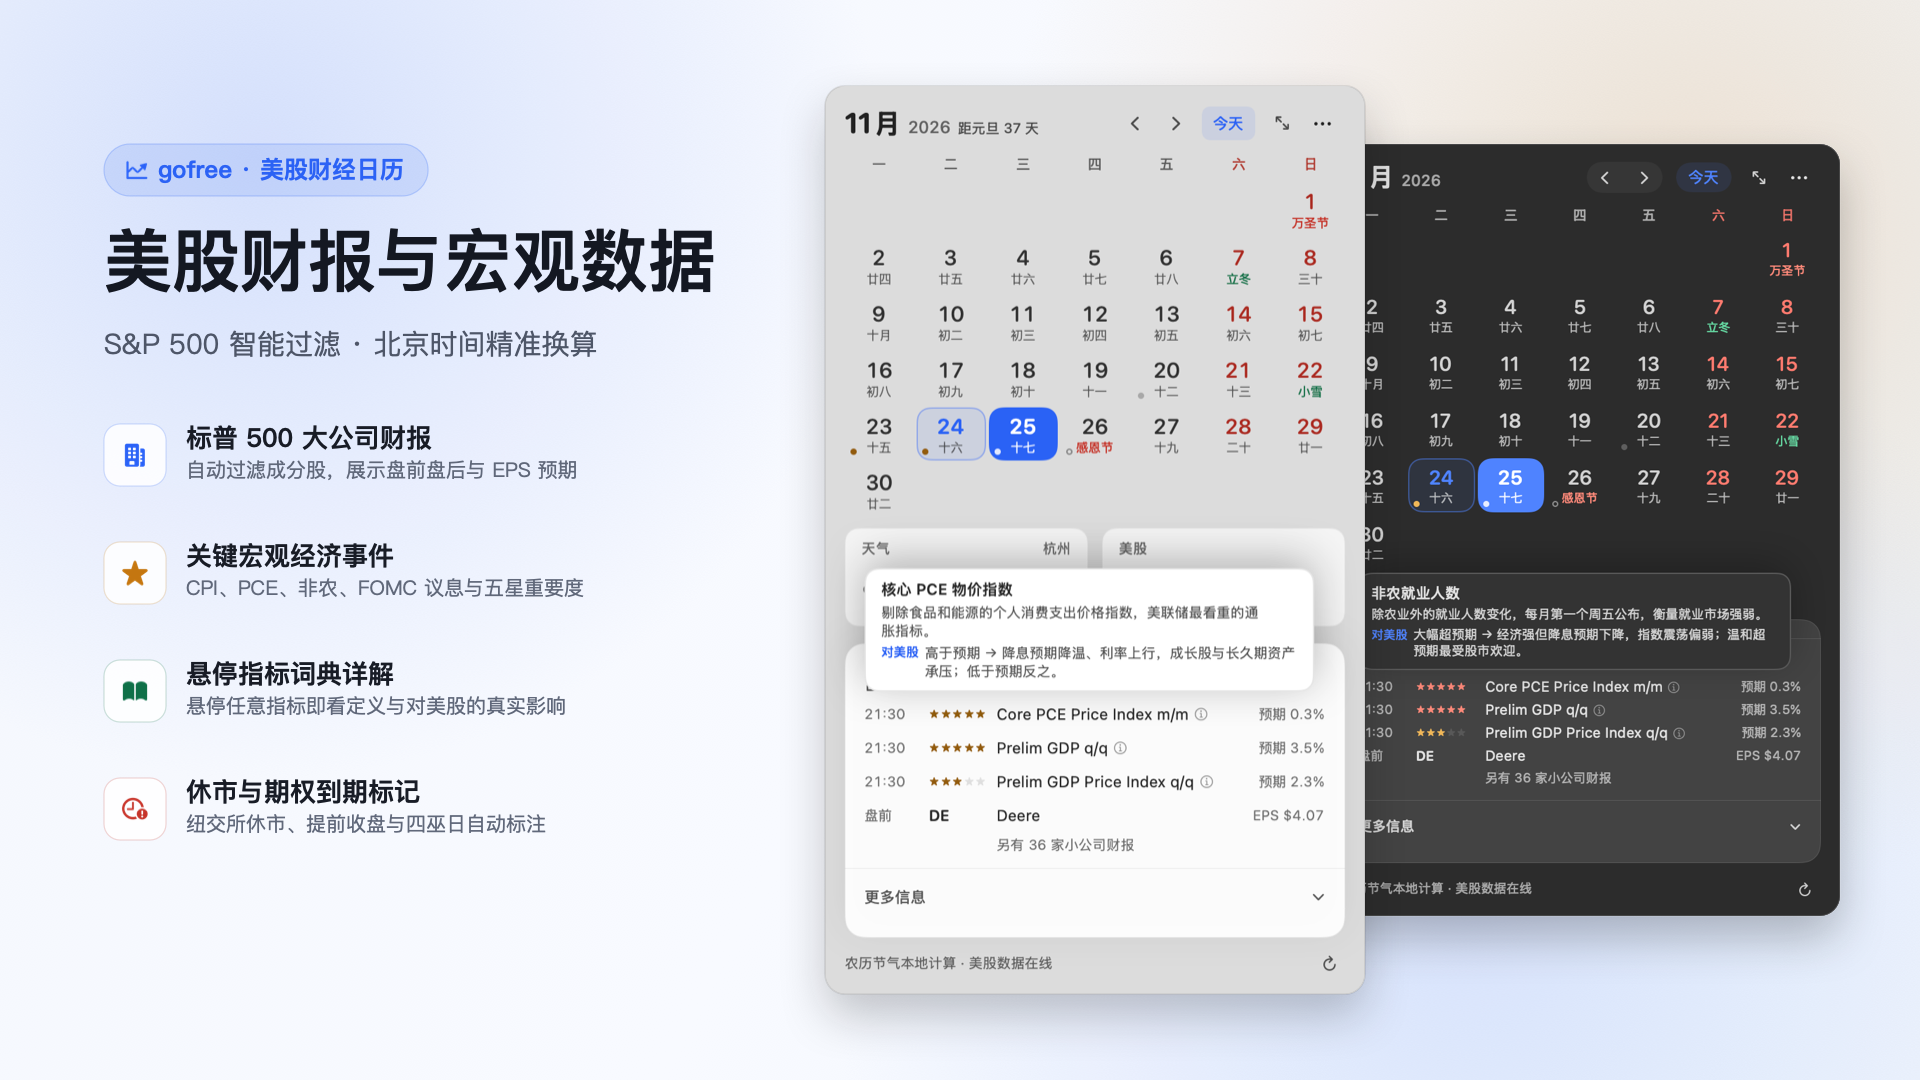 gofree · 美股财经日历
美股财报与宏观数据
S&P 500 智能过滤 · 北京时间精准换算
标普 500 大公司财报
自动过滤成分股，展示盘前盘后与 EPS 预期
关键宏观经济事件
CPI、PCE、非农、FOMC 议息与五星重要度
悬停指标词典详解
悬停任意指标即看定义与对美股的真实影响
休市与期权到期标记
纽交所休市、提前收盘与四巫日自动标注
11月 2026 距元旦 37 天 今天
一 二 三 四 五 六 日
1
万圣节
2 3 4 5 6 7 8
廿四 廿五 廿六 廿七 廿八 立冬 三十
9 10 11 12 13 14 15
十月 初二 初三 初四 初五 初六 初七
16 17 18 19 20 21 22
初八 初九 初十 十一 十二 十三 小雪
23 24 25 26 27 28 29
十五 十六 十七 感恩节 十九 二十 廿一
30
廿二
天气 杭州 美股
核心 PCE 物价指数
剔除食品和能源的个人消费支出价格指数，美联储最看重的通
胀指标。
对美股 高于预期 → 降息预期降温、利率上行，成长股与长久期资产
承压；低于预期反之。
21:30 ★★★★★ Core PCE Price Index m/m ⓘ 预期 0.3%
21:30 ★★★★★ Prelim GDP q/q ⓘ 预期 3.5%
21:30 ★★★★★ Prelim GDP Price Index q/q ⓘ 预期 2.3%
盘前 DE Deere EPS $4.07
另有 36 家小公司财报
更多信息
农历节气本地计算 · 美股数据在线
月 2026 今天
一 二 三 四 五 六 日
1
万圣节
2 3 4 5 6 7 8
廿四 廿五 廿六 廿七 廿八 立冬 三十
9 10 11 12 13 14 15
十月 初二 初三 初四 初五 初六 初七
16 17 18 19 20 21 22
初八 初九 初十 十一 十二 十三 小雪
23 24 25 26 27 28 29
十五 十六 十七 感恩节 十九 二十 廿一
30
廿二
非农就业人数
除农业外的就业人数变化，每月第一个周五公布，衡量就业市场强弱。
对美股 大幅超预期 → 经济强但降息预期下降，指数震荡偏弱；温和超
预期最受股市欢迎。
1:30 ★★★★★ Core PCE Price Index m/m ⓘ 预期 0.3%
1:30 ★★★★★ Prelim GDP q/q ⓘ 预期 3.5%
1:30 ★★★★★ Prelim GDP Price Index q/q ⓘ 预期 2.3%
盘前 DE Deere EPS $4.07
另有 36 家小公司财报
更多信息
节气本地计算 · 美股数据在线